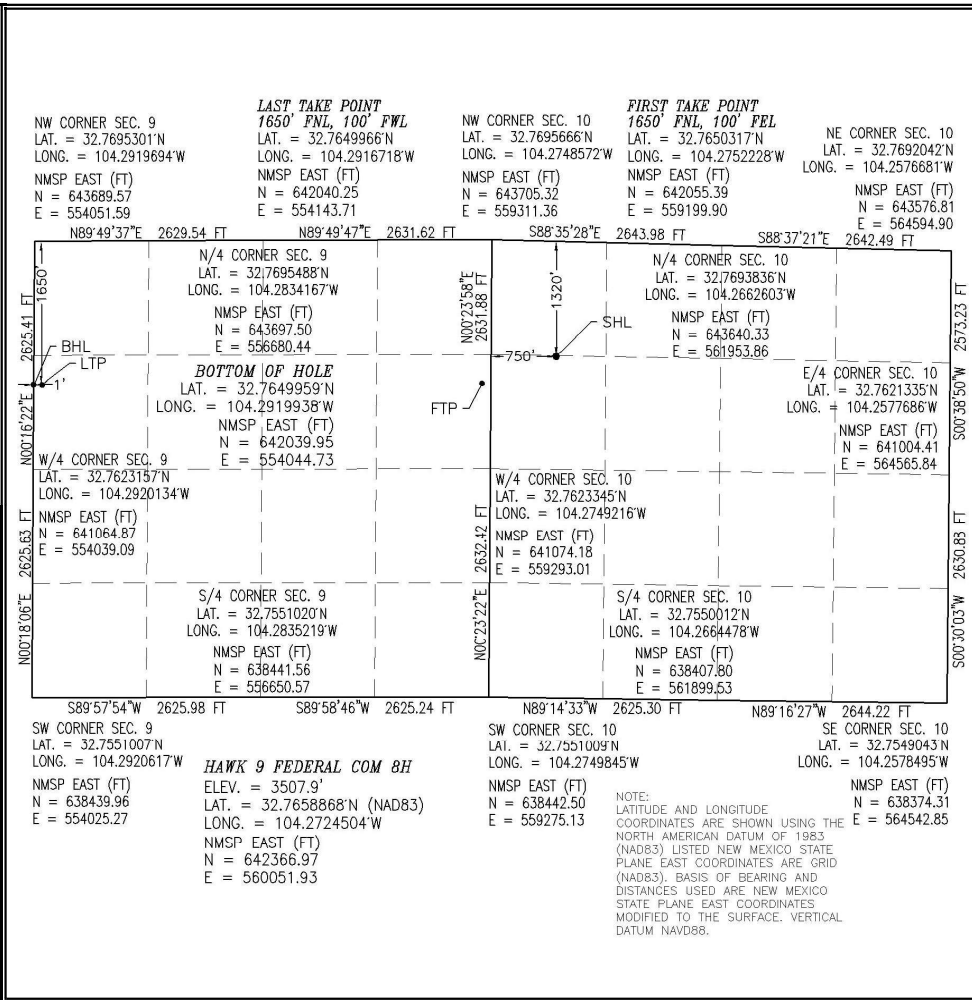 NW CORNER SEC. 9
LAT. = 32.7695301'N
LONG. = 104.2919694'W
NMSP EAST (FT)
N = 643689.57
E = 554051.59
LAST TAKE POINT
1650' FNL, 100' FWL
LAT. = 32.7649966'N
LONG. = 104.2916718'W
NMSP EAST (FT)
N = 642040.25
E = 554143.71
NW CORNER SEC. 10
LAT. = 32.7695666'N
LONG. = 104.2748572'W
NMSP EAST (FT)
N = 643705.32
E = 559311.36
FIRST TAKE POINT
1650' FNL, 100' FEL
LAT. = 32.7650317'N
LONG. = 104.2752228'W
NMSP EAST (FT)
N = 642055.39
E = 559199.90
NE CORNER SEC. 10
LAT. = 32.7692042'N
LONG. = 104.2576681'W
NMSP EAST (FT)
N = 643576.81
E = 564594.90
N89°49'37"E 2629.54 FT
N89°49'47"E 2631.62 FT
S88°35'28"E 2643.98 FT
S88°37'21"E 2642.49 FT
N/4 CORNER SEC. 9
LAT. = 32.7695488'N
LONG. = 104.2834167'W
NMSP EAST (FT)
N = 643697.50
E = 556680.44
N/4 CORNER SEC. 10
LAT. = 32.7693836'N
LONG. = 104.2662603'W
NMSP EAST (FT)
N = 643640.33
E = 561953.86
1650'
N00°16'22"E 2625.41 FT
N00°23'58"E
2631.88 FT
1320'
SHL
750'
S00°38'50"W 2573.23 FT
BHL
LTP
1'
FTP
BOTTOM OF HOLE
LAT. = 32.7649959'N
LONG. = 104.2919938'W
NMSP EAST (FT)
N = 642039.95
E = 554044.73
E/4 CORNER SEC. 10
LAT. = 32.7621335'N
LONG. = 104.2577686'W
NMSP EAST (FT)
N = 641004.41
E = 564565.84
W/4 CORNER SEC. 9
LAT. = 32.7623157'N
LONG. = 104.2920134'W
NMSP EAST (FT)
N = 641064.87
E = 554039.09
W/4 CORNER SEC. 10
LAT. = 32.7623345'N
LONG. = 104.2749216'W
NMSP EAST (FT)
N = 641074.18
E = 559293.01
N00°18'06"E 2625.63 FT
N00°23'22"E 2632.42 FT
S00°30'03"W 2630.83 FT
S/4 CORNER SEC. 9
LAT. = 32.7551020'N
LONG. = 104.2835219'W
NMSP EAST (FT)
N = 638441.56
E = 556650.57
S/4 CORNER SEC. 10
LAT. = 32.7550012'N
LONG. = 104.2664478'W
NMSP EAST (FT)
N = 638407.80
E = 561899.53
S89°57'54"W 2625.98 FT
S89°58'46"W 2625.24 FT
N89°14'33"W 2625.30 FT
N89°16'27"W 2644.22 FT
SW CORNER SEC. 9
LAT. = 32.7551007'N
LONG. = 104.2920617'W
NMSP EAST (FT)
N = 638439.96
E = 554025.27
HAWK 9 FEDERAL COM 8H
ELEV. = 3507.9'
LAT. = 32.7658868'N (NAD83)
LONG. = 104.2724504'W
NMSP EAST (FT)
N = 642366.97
E = 560051.93
SW CORNER SEC. 10
LAT. = 32.7551009'N
LONG. = 104.2749845'W
NMSP EAST (FT)
N = 638442.50
E = 559275.13
SE CORNER SEC. 10
LAT. = 32.7549043'N
LONG. = 104.2578495'W
NMSP EAST (FT)
N = 638374.31
E = 564542.85
NOTE:
LATITUDE AND LONGITUDE
COORDINATES ARE SHOWN USING THE
NORTH AMERICAN DATUM OF 1983
(NAD83) LISTED NEW MEXICO STATE
PLANE EAST COORDINATES ARE GRID
(NAD83). BASIS OF BEARING AND
DISTANCES USED ARE NEW MEXICO
STATE PLANE EAST COORDINATES
MODIFIED TO THE SURFACE. VERTICAL
DATUM NAVD88.